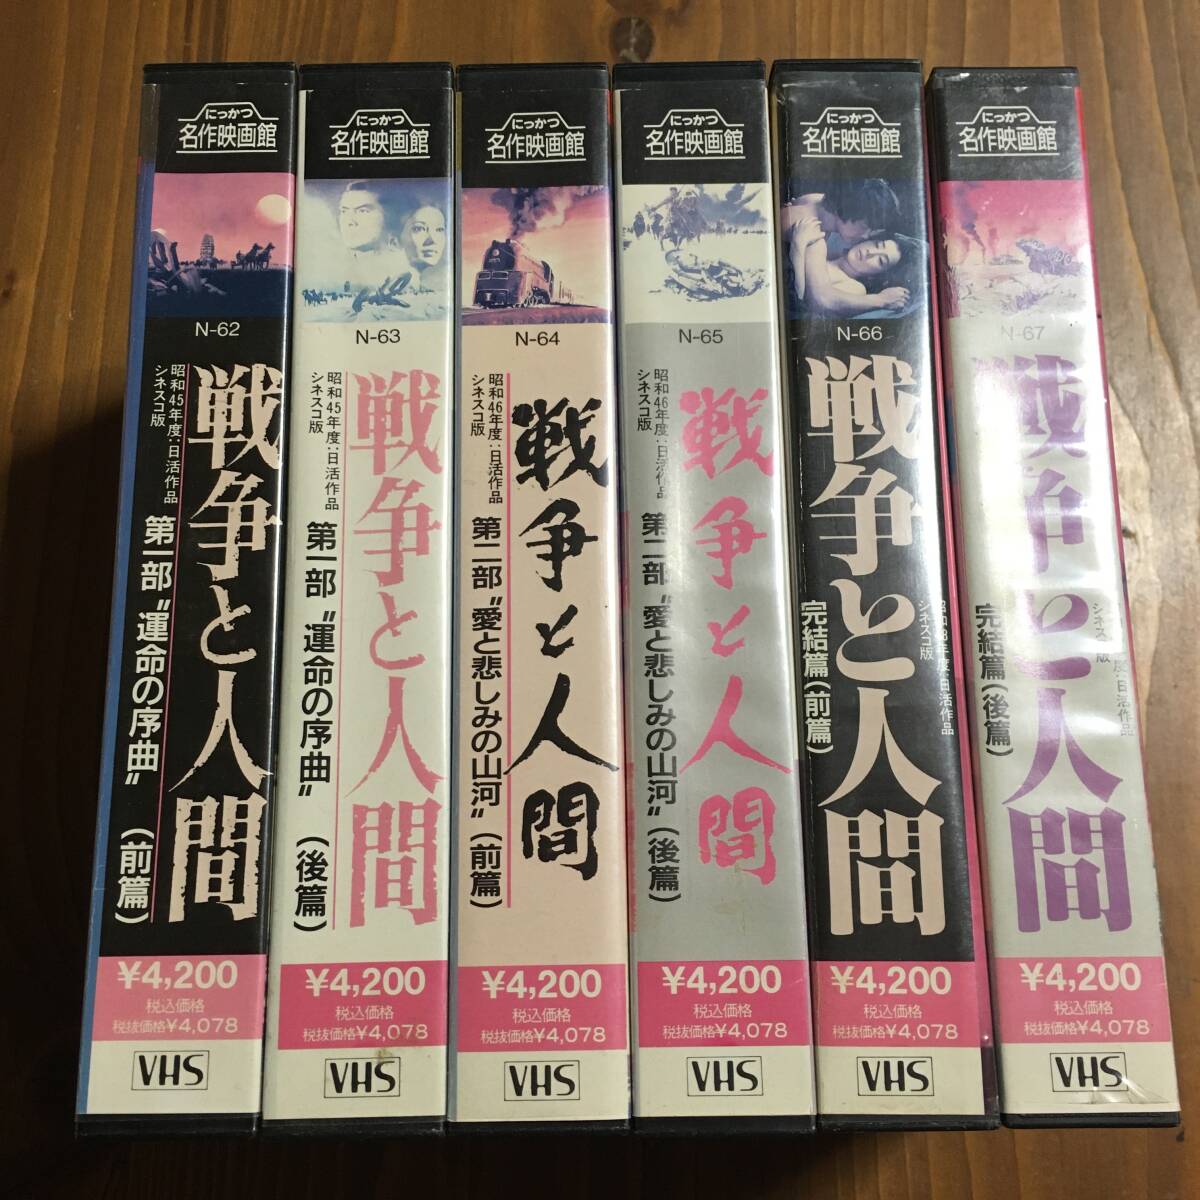 にっかつ
名作映画館
N-62
昭和45年度:日活作品
シネスコ版
戦争と人間
第一部〝運命の序曲〟（前篇）
¥4,200
税込価格
税抜価格¥4,078
VHS
にっかつ
名作映画館
N-63
昭和45年度:日活作品
シネスコ版
戦争と人間
第一部〝運命の序曲〟（後篇）
¥4,200
税込価格
税抜価格¥4,078
VHS
にっかつ
名作映画館
N-64
昭和46年度:日活作品
シネスコ版
戦争と人間
第二部〝愛と悲しみの山河〟（前篇）
¥4,200
税込価格
税抜価格¥4,078
VHS
にっかつ
名作映画館
N-65
昭和46年度:日活作品
シネスコ版
戦争と人間
第二部〝愛と悲しみの山河〟（後篇）
¥4,200
税込価格
税抜価格¥4,078
VHS
にっかつ
名作映画館
N-66
戦争と人間
年度:日活作品
シネスコ版
完結篇（前篇）
¥4,200
税込価格
税抜価格¥4,078
VHS
にっかつ
名作映画館
N-67
戦争と人間
度:日活作品
シネスコ版
完結篇（後篇）
¥4,200
税込価格
税抜価格¥4,078
VHS